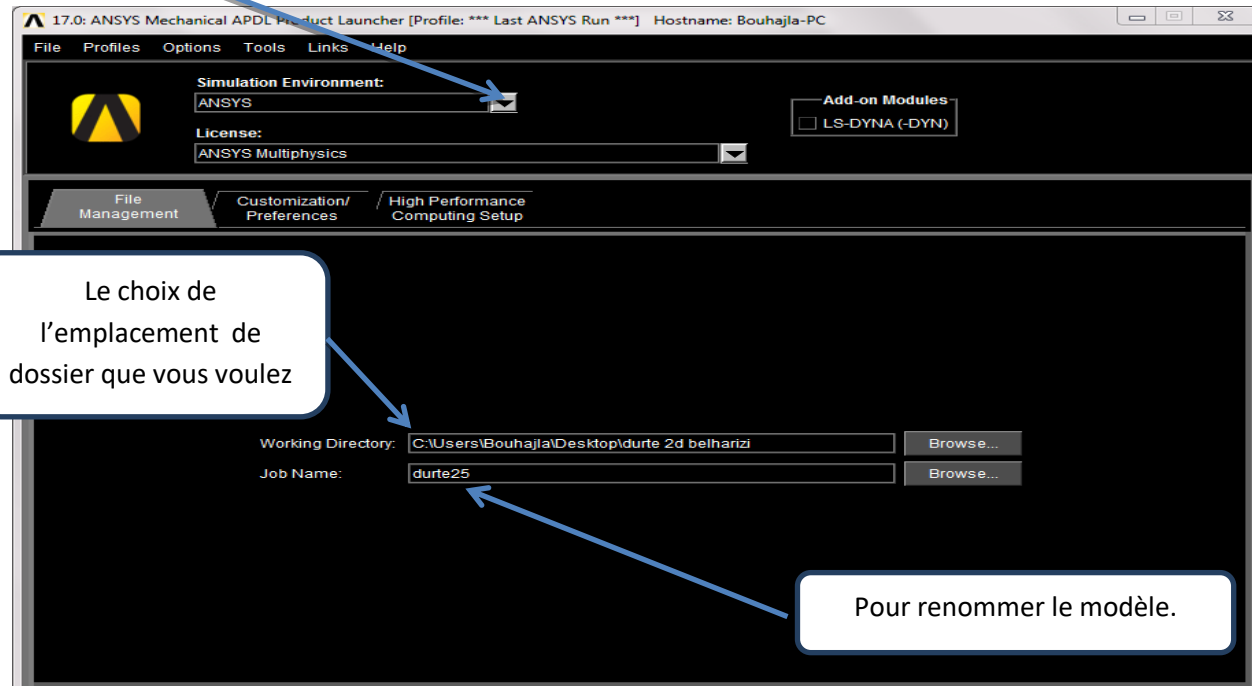 17.0: ANSYS Mechanical APDL Product Launcher [Profile: *** Last ANSYS Run ***] Hostname: Bouhajla-PC
File Profiles Options Tools Links Help
Simulation Environment:
ANSYS
Add-on Modules
LS-DYNA (-DYN)
License:
ANSYS Multiphysics
File
Management
Customization/
Preferences
High Performance
Computing Setup
Le choix de
l’emplacement de
dossier que vous voulez
Working Directory: C:\Users\Bouhajla\Desktop\durte 2d belharizi Browse...
Job Name: durte25 Browse...
Pour renommer le modèle.